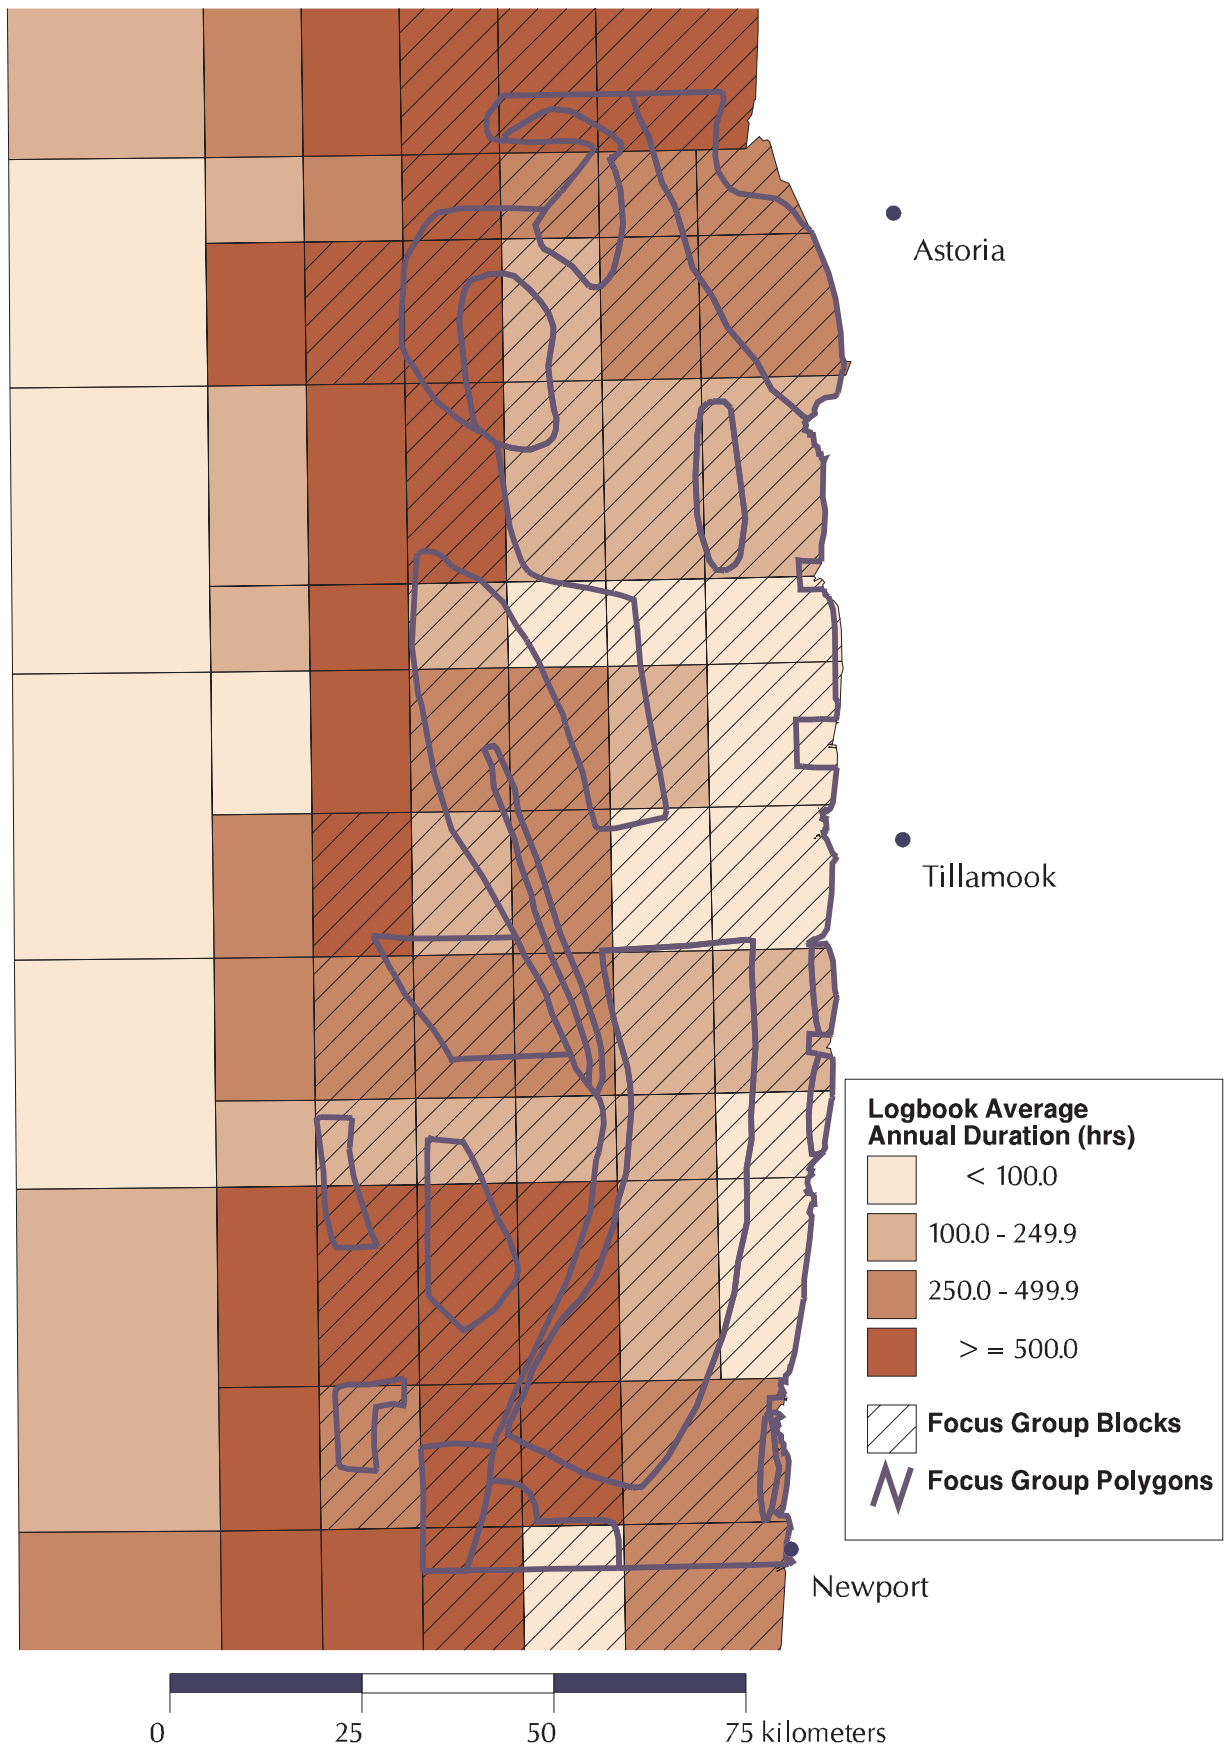 Astoria
Tillamook
Logbook Average
Annual Duration (hrs)
< 100.0
100.0 - 249.9
250.0 - 499.9
> = 500.0
Focus Group Blocks
Focus Group Polygons
Newport
0 25 50 75 kilometers